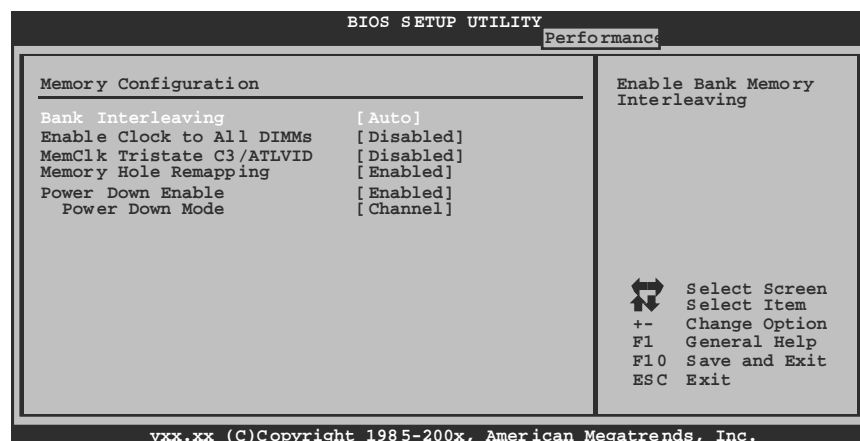 BIOS SETUP UTILITY
Performance
Memory Configuration
Bank Interleaving [Auto]
Enable Clock to All DIMMs [Disabled]
MemClk Tristate C3/ATLVID [Disabled]
Memory Hole Remapping [Enabled]
Power Down Enable [Enabled]
Power Down Mode [Channel]
Enable Bank Memory
Interleaving
Select Screen
Select Item
+- Change Option
F1 General Help
F10 Save and Exit
ESC Exit
vxx.xx (C)Copyright 1985-200x, American Megatrends, Inc.